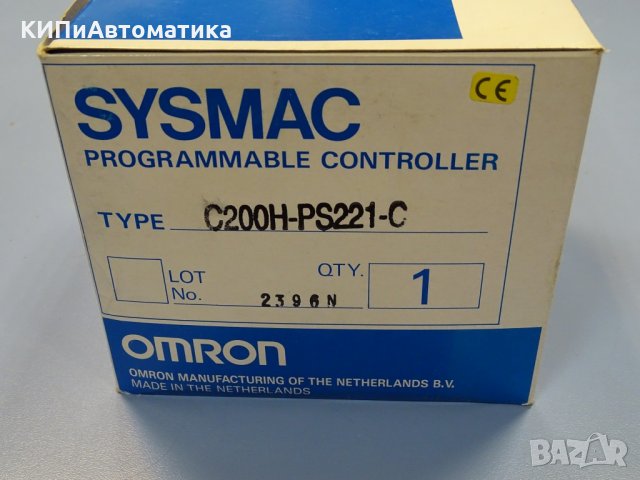 КИПиАвтоматика
CE
SYSMAC
PROGRAMMABLE CONTROLLER
TYPE C200H-PS221-C
LOT No. 2396N QTY. 1
OMRON
OMRON MANUFACTURING OF THE NETHERLANDS B.V.
MADE IN THE NETHERLANDS
BAZAR